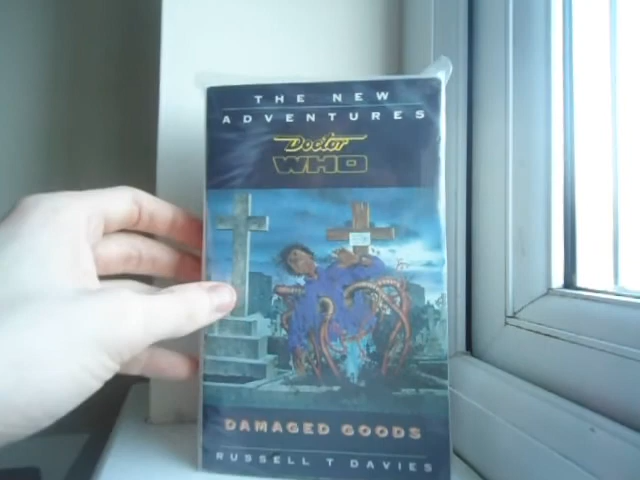 THE NEW
ADVENTURES
Doctor
WHO
DAMAGED GOODS
RUSSELL T DAVIES